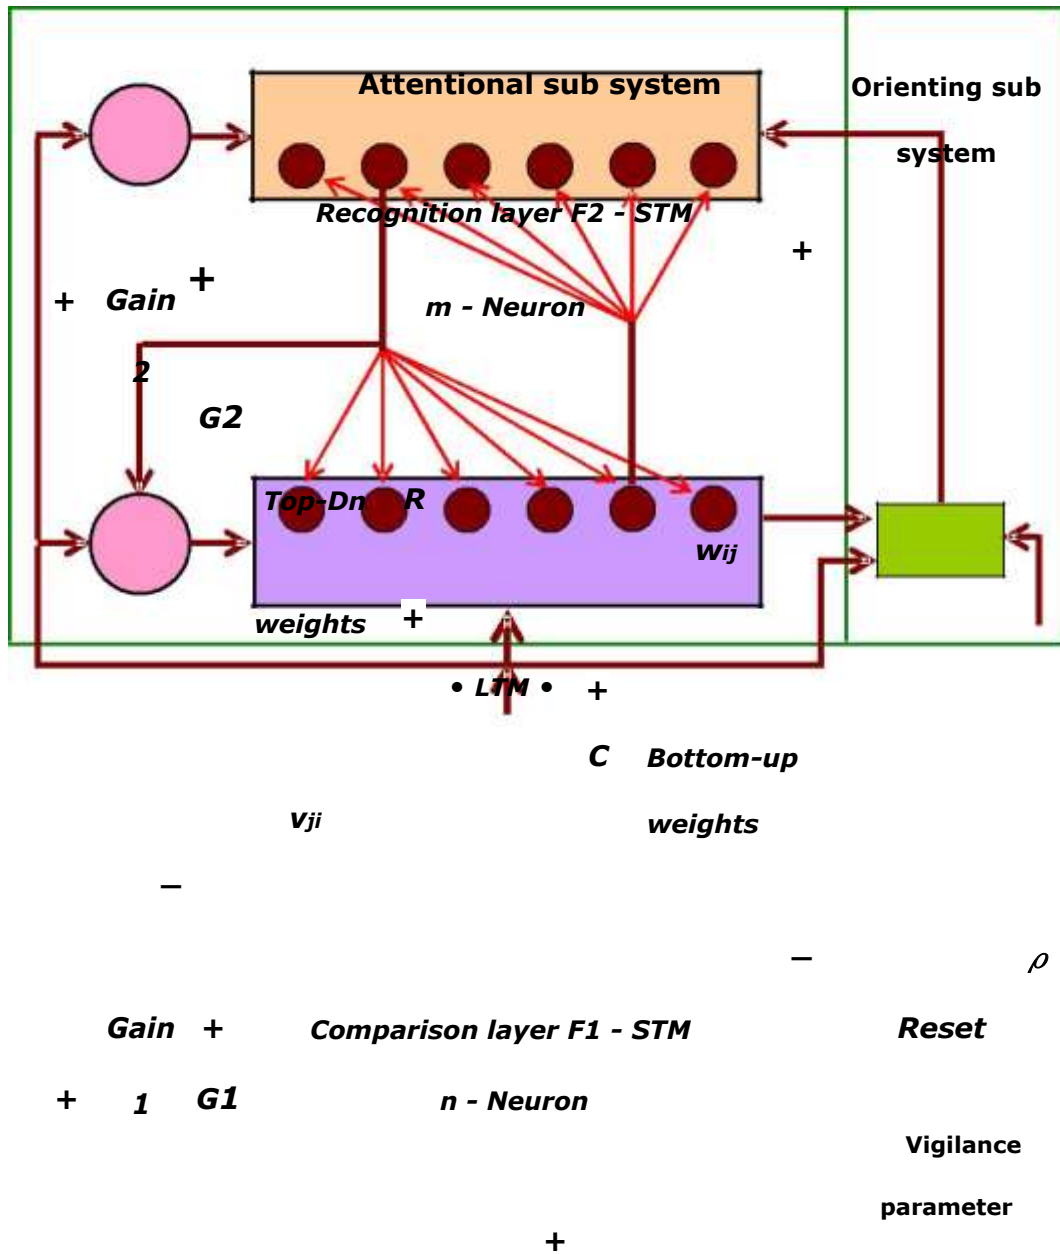 Attentional sub system
Orenting sub
system
Recognition layer F2 - STM
+
+ Gain +
m - Neuron
2
G2
Top-Dn R
wij
weights +
• LTM • +
C Bottom-up
vji
weights
–
– ρ
Gain + Comparison layer F1 - STM Reset
+ 1 G1 n - Neuron
Vigilance
parameter
+